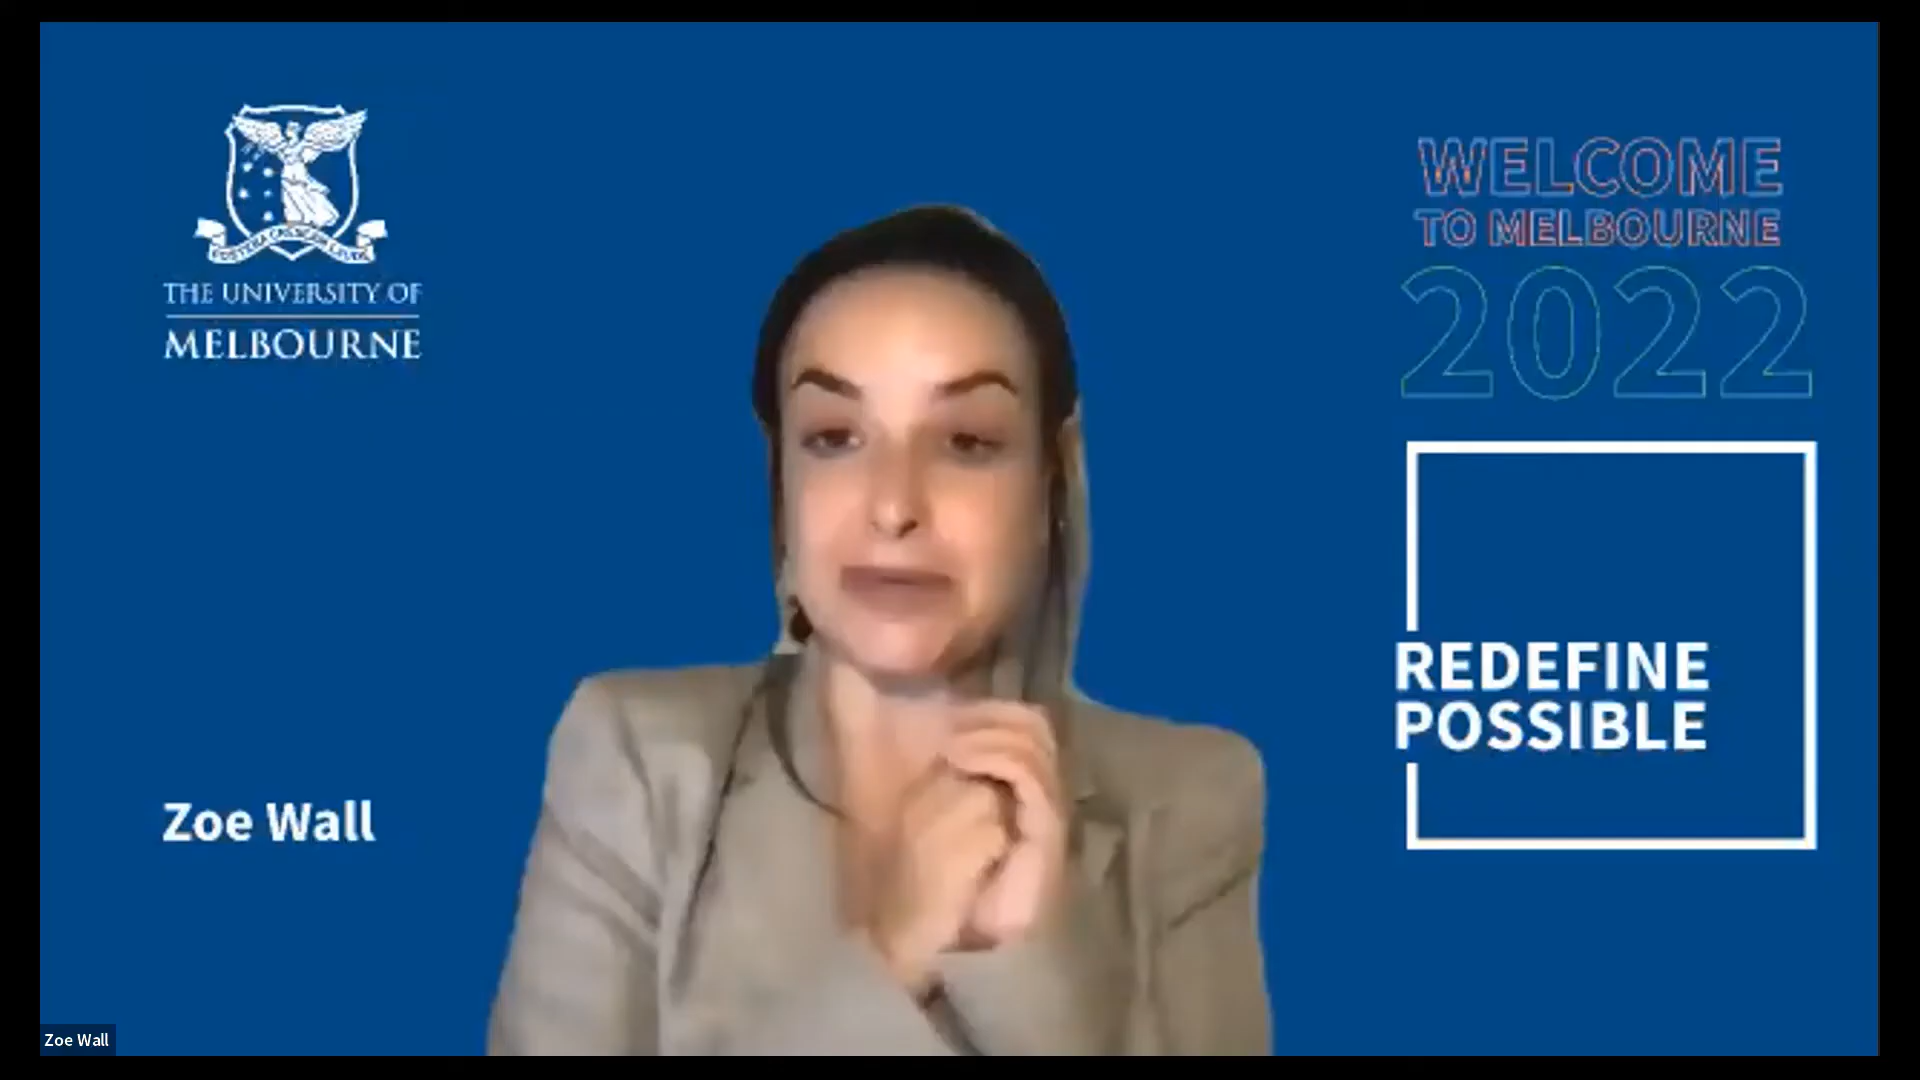 THE UNIVERSITY OF
MELBOURNE
WELCOME
TO MELBOURNE
2022
REDEFINE
POSSIBLE
Zoe Wall
Zoe Wall